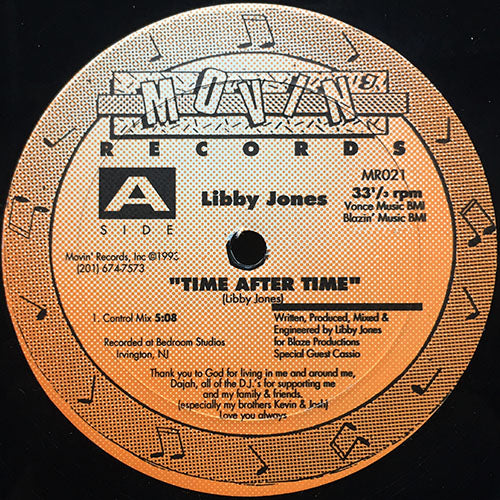 MOVIN
RECORDS
MR021
A
SIDE
Libby Jones
33 1/3 rpm
Vonce Music BMI
Blazin' Music BMI
Movin' Records, Inc ©1993
(201) 674-7573
"TIME AFTER TIME"
(Libby Jones)
1. Control Mix 5:08
Written, Produced, Mixed &
Engineered by Libby Jones
for Blaze Productions
Special Guest Cassio
Recorded at Bedroom Studios
Irvington, NJ
Thank you to God for living in me and around me,
Dajah, all of the D.J.'s for supporting me
and my family & friends.
(especially my brothers Kevin & Josh)
Love you always